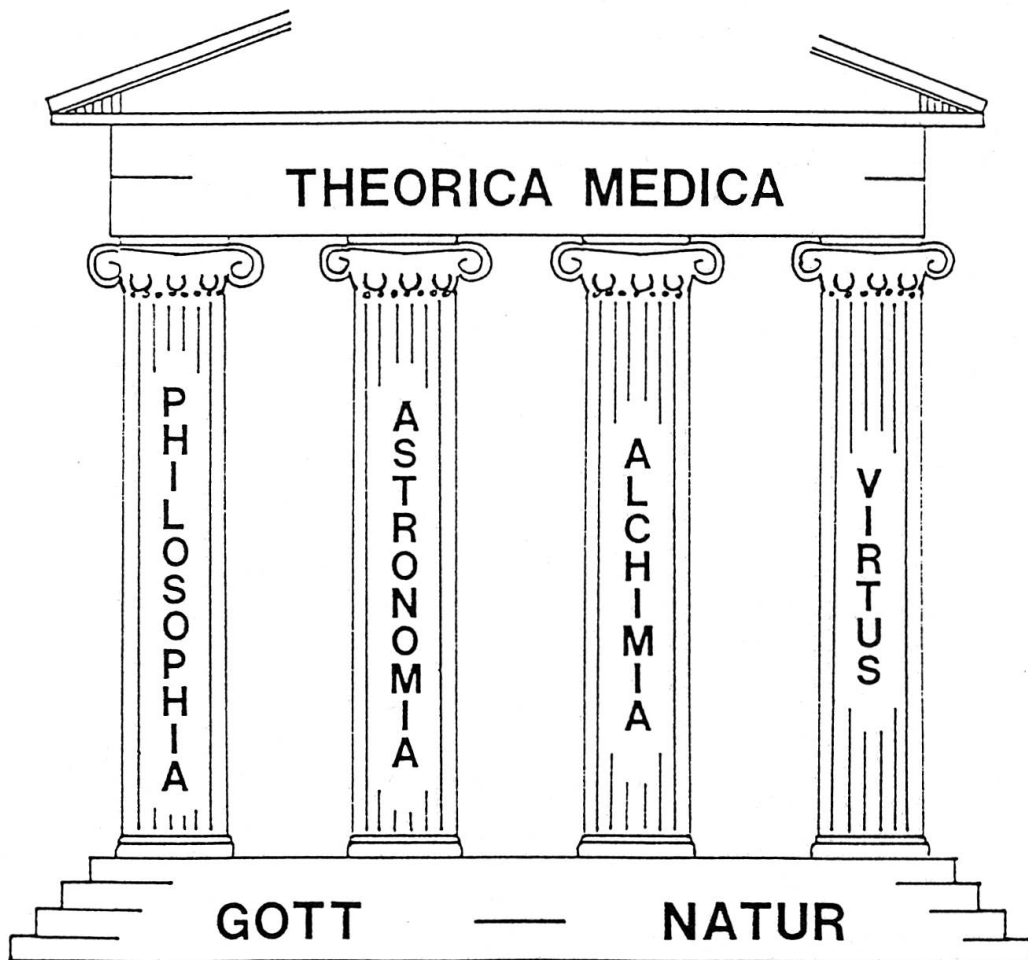 THEORICA MEDICA
PHILOSOPHIA
ASTRONOMIA
ALCHIMIA
VIRTUS
GOTT — NATUR